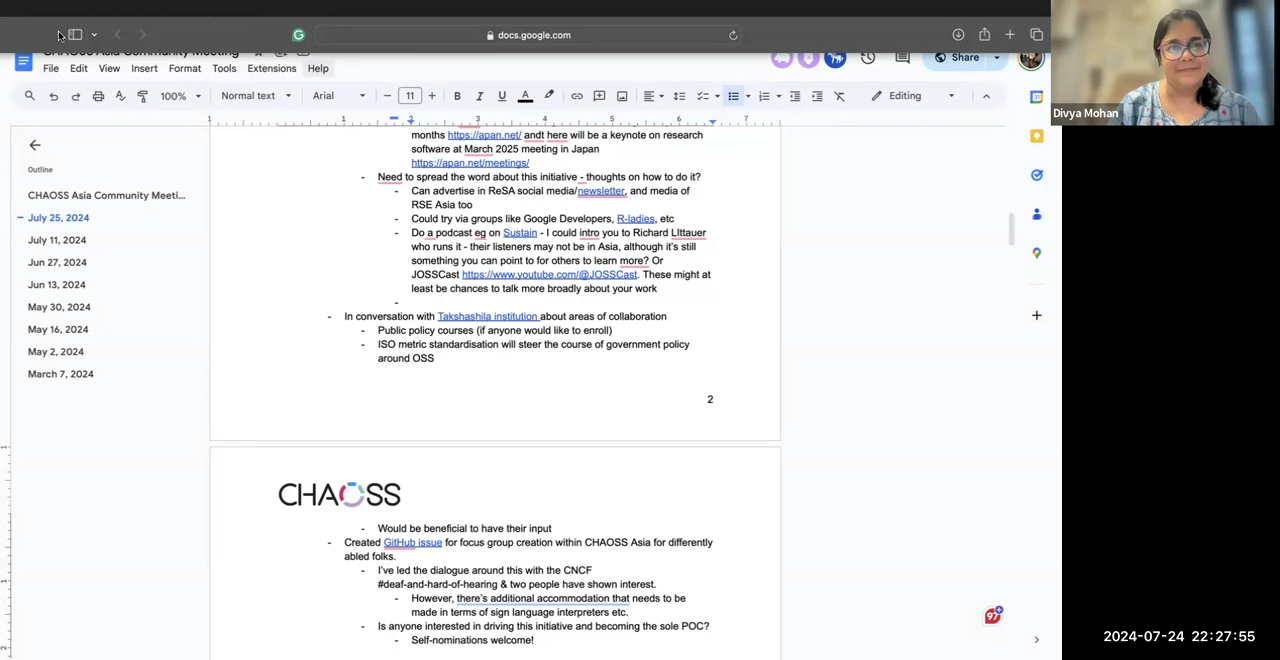 docs.google.com
CHAOSS Asia Community Meeting
File Edit View Insert Format Tools Extensions Help
Share
100% Normal text Arial 11 B I U A Editing
Divya Mohan
1 1 2 3 4 5 6 7
Outline
CHAOSS Asia Community Meeti...
July 25, 2024
July 11, 2024
Jun 27, 2024
Jun 13, 2024
May 30, 2024
May 16, 2024
May 2, 2024
March 7, 2024
months https://apan.net/ andt here will be a keynote on research
software at March 2025 meeting in Japan
https://apan.net/meetings/
- Need to spread the word about this initiative - thoughts on how to do it?
- Can advertise in ReSA social media/newsletter, and media of
RSE Asia too
- Could try via groups like Google Developers, R-ladies, etc
- Do a podcast eg on Sustain - I could intro you to Richard LIttauer
who runs it - their listeners may not be in Asia, although it's still
something you can point to for others to learn more? Or
JOSSCast https://www.youtube.com/@JOSSCast. These might at
least be chances to talk more broadly about your work
-
- In conversation with Takshashila institution about areas of collaboration
- Public policy courses (if anyone would like to enroll)
- ISO metric standardisation will steer the course of government policy
around OSS
2
CHAOSS
- Would be beneficial to have their input
- Created GitHub issue for focus group creation within CHAOSS Asia for differently
abled folks.
- I've led the dialogue around this with the CNCF
#deaf-and-hard-of-hearing & two people have shown interest.
- However, there's additional accommodation that needs to be
made in terms of sign language interpreters etc.
- Is anyone interested in driving this initiative and becoming the sole POC?
- Self-nominations welcome!
97
2024-07-24 22:27:55